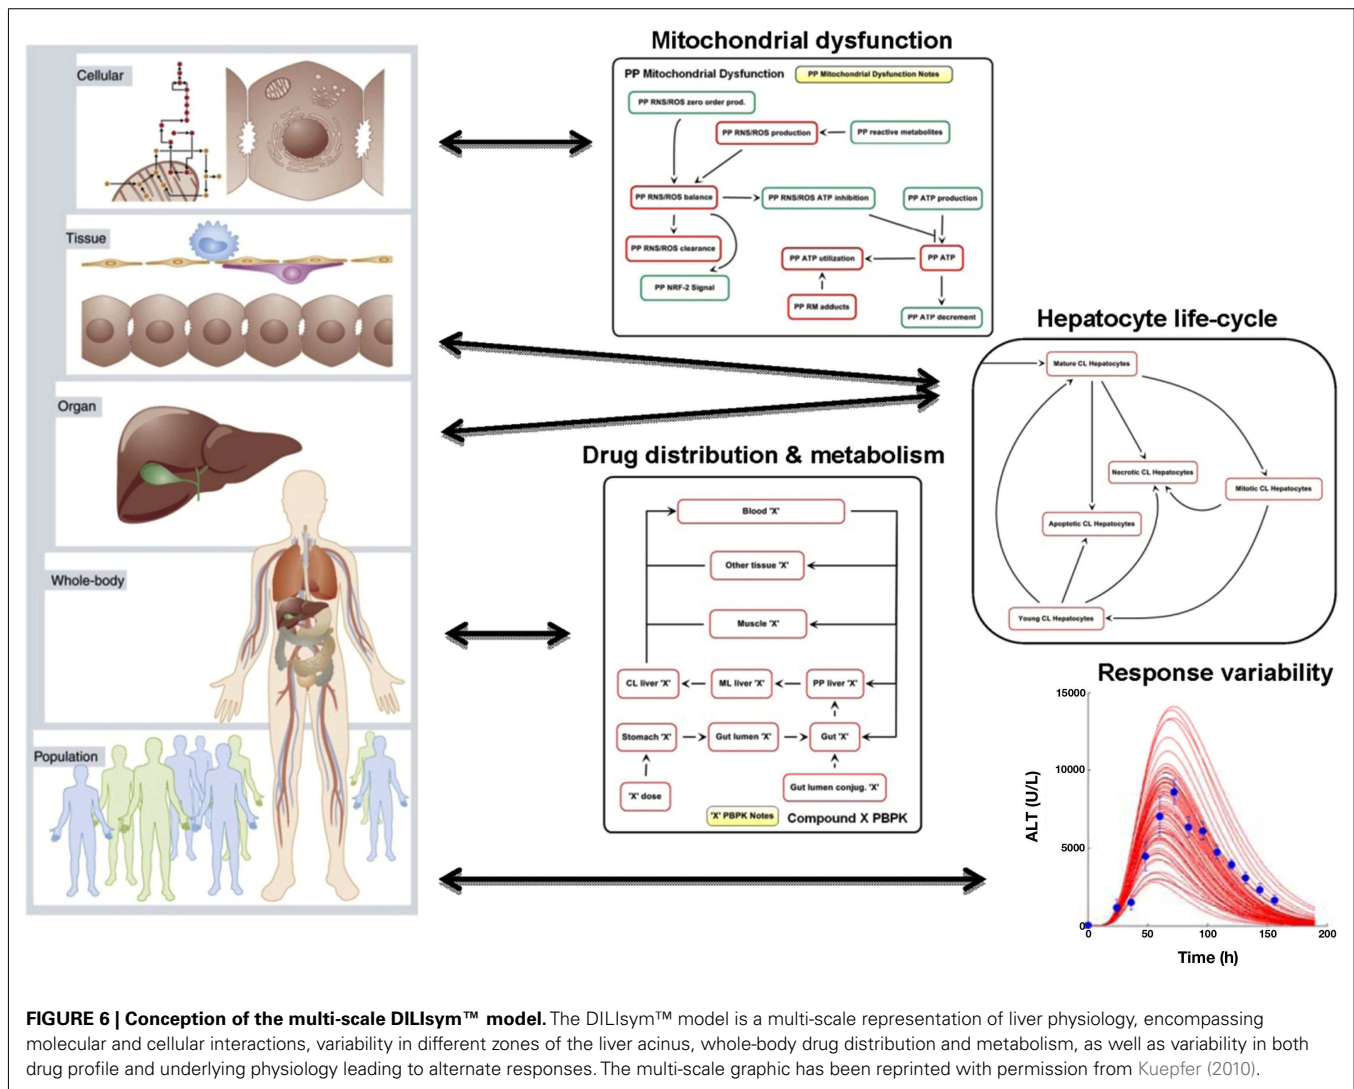 Cellular
Tissue
Organ
Whole-body
Population
Mitochondrial dysfunction
PP Mitochondrial Dysfunction
PP Mitochondrial Dysfunction Notes
PP RNS/ROS zero order prod.
PP RNS/ROS production
PP reactive metabolites
PP RNS/ROS balance
PP RNS/ROS ATP inhibition
PP ATP production
PP RNS/ROS clearance
PP ATP utilization
PP ATP
PP NRF-2 Signal
PP RM adducts
PP ATP decrement
Hepatocyte life-cycle
Mature CL Hepatocytes
Necrotic CL Hepatocytes
Mitotic CL Hepatocytes
Apoptotic CL Hepatocytes
Young CL Hepatocytes
Drug distribution & metabolism
Blood 'X'
Other tissue 'X'
Muscle 'X'
CL liver 'X'
ML liver 'X'
PP liver 'X'
Stomach 'X'
Gut lumen 'X'
Gut 'X'
'X' dose
Gut lumen conjug. 'X'
'X' PBPK Notes
Compound X PBPK
Response variability
15000
10000
5000
0
ALT (U/L)
0
50
100
150
200
Time (h)
FIGURE 6 | Conception of the multi-scale DILIsym™ model. The DILIsym™ model is a multi-scale representation of liver physiology, encompassing
molecular and cellular interactions, variability in different zones of the liver acinus, whole-body drug distribution and metabolism, as well as variability in both
drug profile and underlying physiology leading to alternate responses. The multi-scale graphic has been reprinted with permission from Kuepfer (2010).